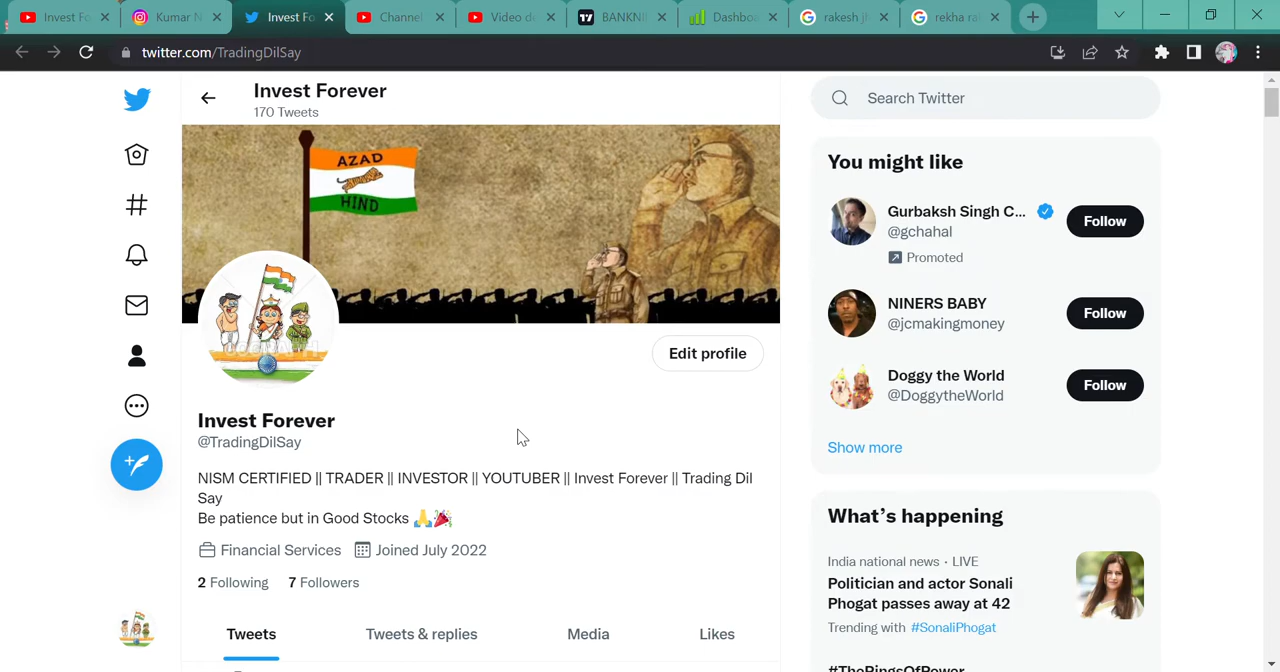 Invest Fo
Kumar N
Invest Fo
Channel
Video de
BANKNI
Dashboa
rakesh jh
rekha ra
twitter.com/TradingDilSay
Invest Forever
170 Tweets
AZAD
HIND
Edit profile
Invest Forever
@TradingDilSay
NISM CERTIFIED || TRADER || INVESTOR || YOUTUBER || Invest Forever || Trading Dil
Say
Be patience but in Good Stocks 🙏🎉
Financial Services Joined July 2022
2 Following 7 Followers
Tweets Tweets & replies Media Likes
Search Twitter
You might like
Gurbaksh Singh C...
@gchahal
Promoted
Follow
NINERS BABY
@jcmakingmoney
Follow
Doggy the World
@DoggytheWorld
Follow
Show more
What's happening
India national news · LIVE
Politician and actor Sonali
Phogat passes away at 42
Trending with #SonaliPhogat
#TheRingsOfPower